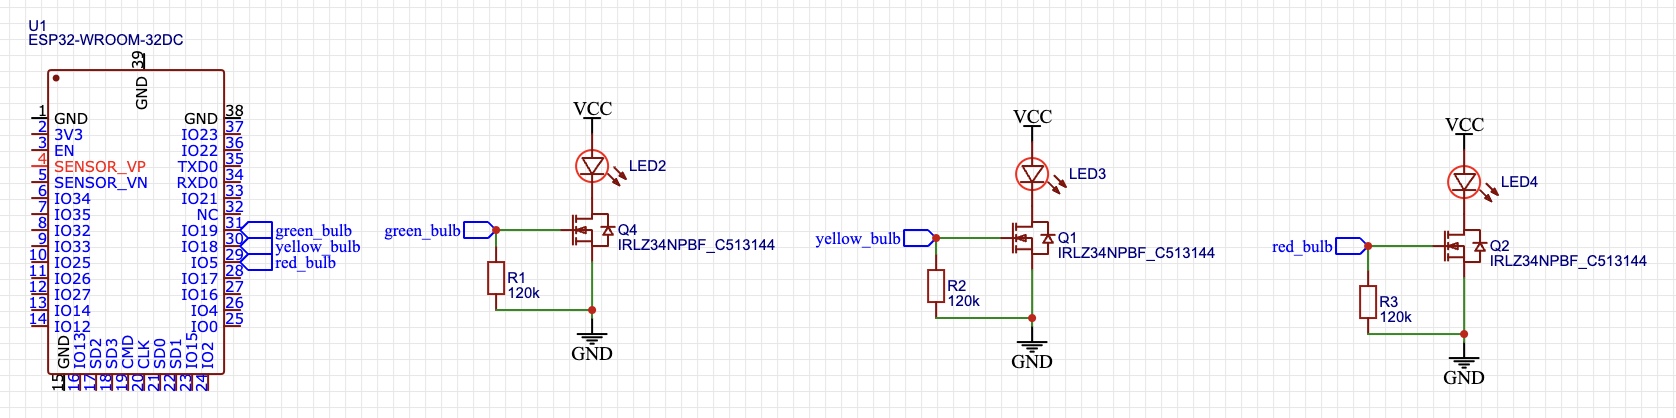 U1
ESP32-WROOM-32DC
39
GND
1 GND
2 3V3
3 EN
4 SENSOR_VP
5 SENSOR_VN
6 IO34
7 IO35
8 IO32
9 IO33
10 IO25
11 IO26
12 IO27
13 IO14
14 IO12
GND 38
IO23 37
IO22 36
TXD0 35
RXD0 34
IO21 33
NC 32
IO19 31
IO18 30
IO5 29
IO17 28
IO16 27
IO4 26
IO0 25
GND 15
IO13 16
SD2 17
SD3 18
CMD 19
CLK 20
SD0 21
SD1 22
IO15 23
IO2 24
green_bulb
yellow_bulb
red_bulb
VCC
LED2
green_bulb
Q4
IRLZ34NPBF_C513144
R1
120k
GND
VCC
LED3
yellow_bulb
Q1
IRLZ34NPBF_C513144
R2
120k
GND
VCC
LED4
red_bulb
Q2
IRLZ34NPBF_C513144
R3
120k
GND